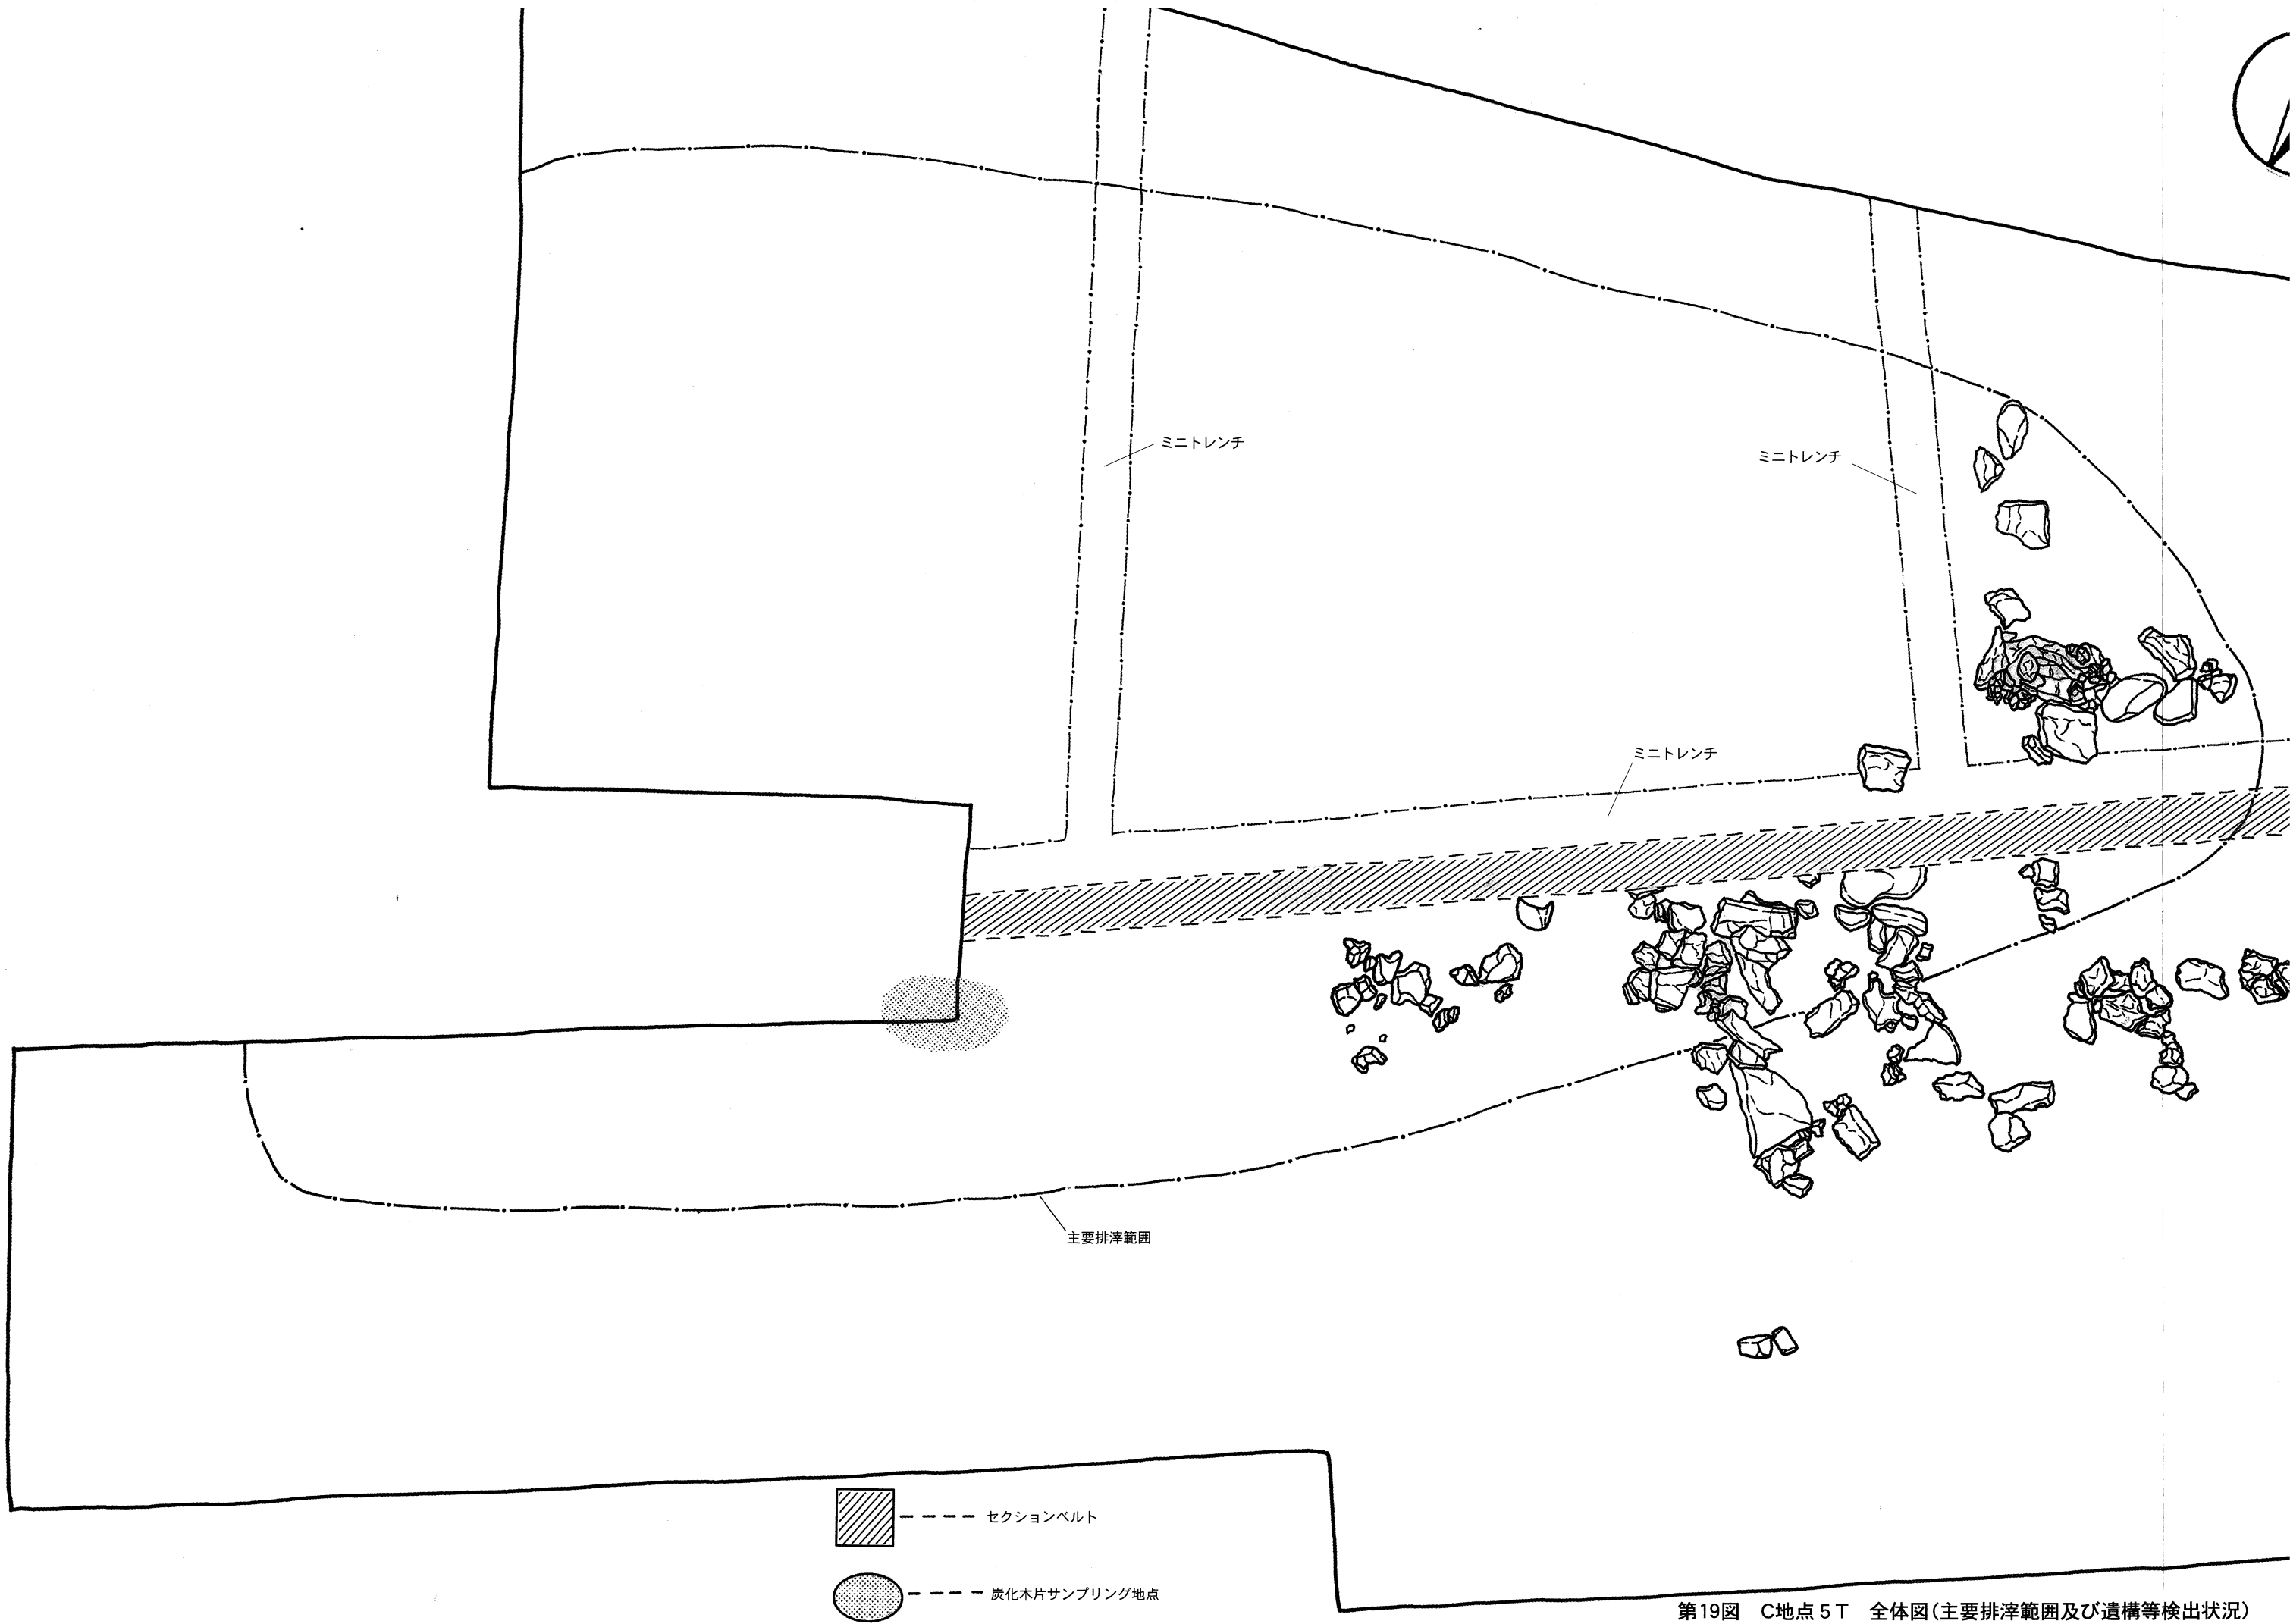 ミニトレンチ
ミニトレンチ
ミニトレンチ
主要排滓範囲
セクションベルト
炭化木片サンプリング地点
第19図　C地点5T　全体図（主要排滓範囲及び遺構等検出状況）